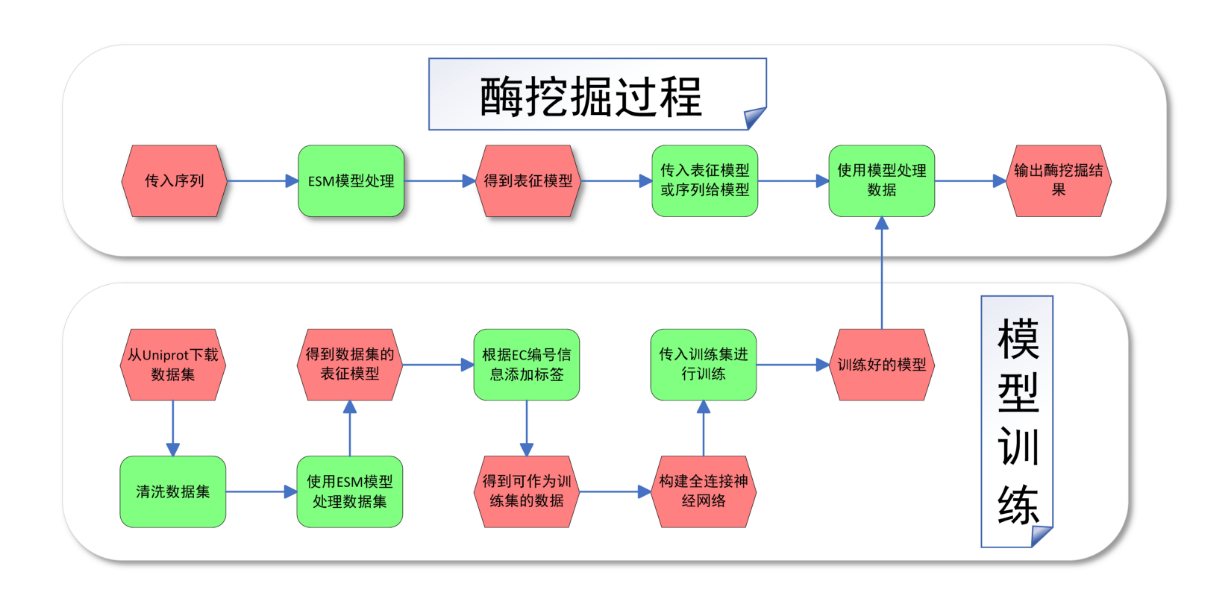 酶挖掘过程
传入序列
ESM模型处理
得到表征模型
传入表征模型
或序列给模型
使用模型处理
数据
输出酶挖掘结
果
模型训练
从Uniprot下载
数据集
得到数据集的
表征模型
根据EC编号信
息添加标签
传入训练集进
行训练
训练好的模型
清洗数据集
使用ESM模型
处理数据集
得到可作为训
练集的数据
构建全连接神
经网络